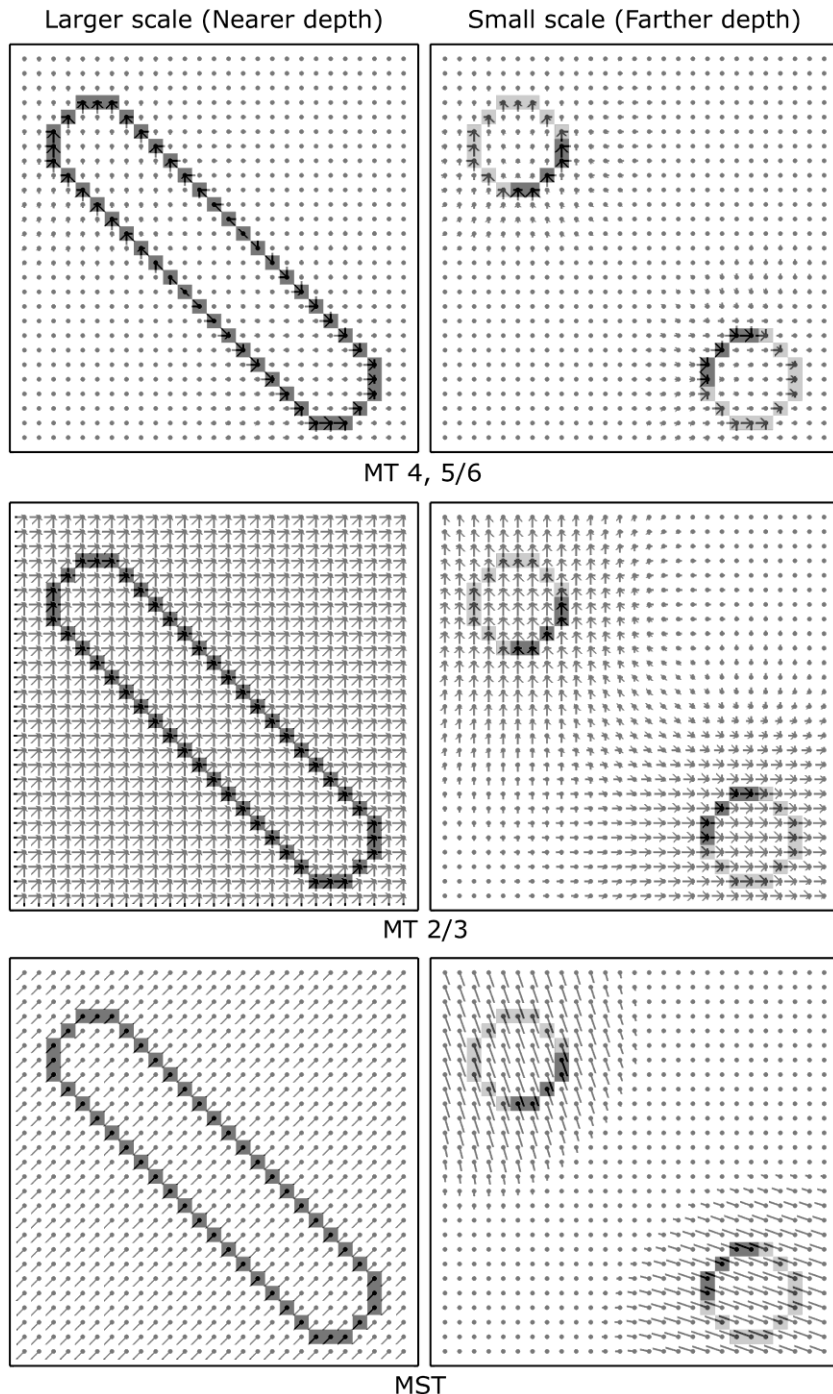 Larger scale (Nearer depth)
Small scale (Farther depth)
MT 4, 5/6
MT 2/3
MST